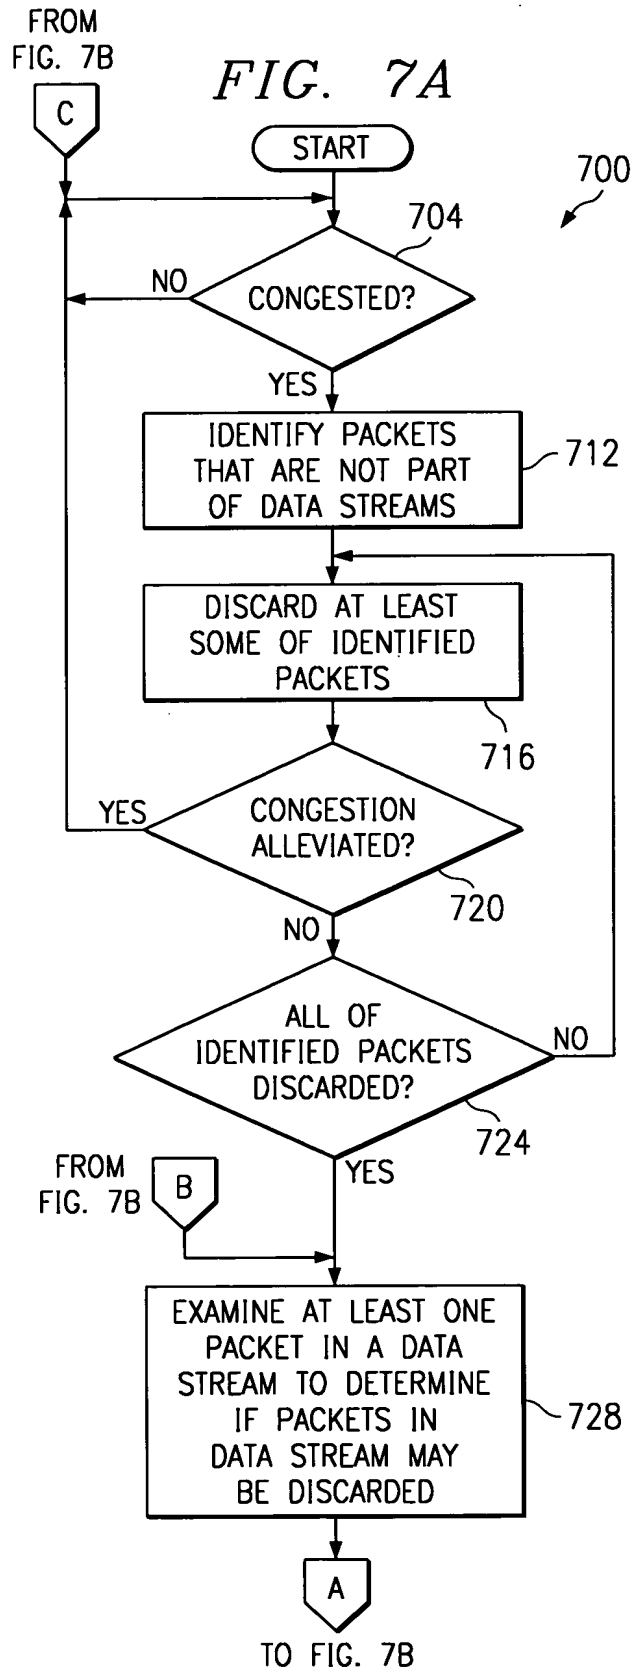 FROM
FIG. 7B
C
FIG. 7A
START
700
704
CONGESTED?
NO
YES
IDENTIFY PACKETS
THAT ARE NOT PART
OF DATA STREAMS
712
DISCARD AT LEAST
SOME OF IDENTIFIED
PACKETS
716
YES
CONGESTION
ALLEVIATED?
720
NO
ALL OF
IDENTIFIED PACKETS
DISCARDED?
NO
724
YES
FROM
FIG. 7B
B
EXAMINE AT LEAST ONE
PACKET IN A DATA
STREAM TO DETERMINE
IF PACKETS IN
DATA STREAM MAY
BE DISCARDED
728
A
TO FIG. 7B